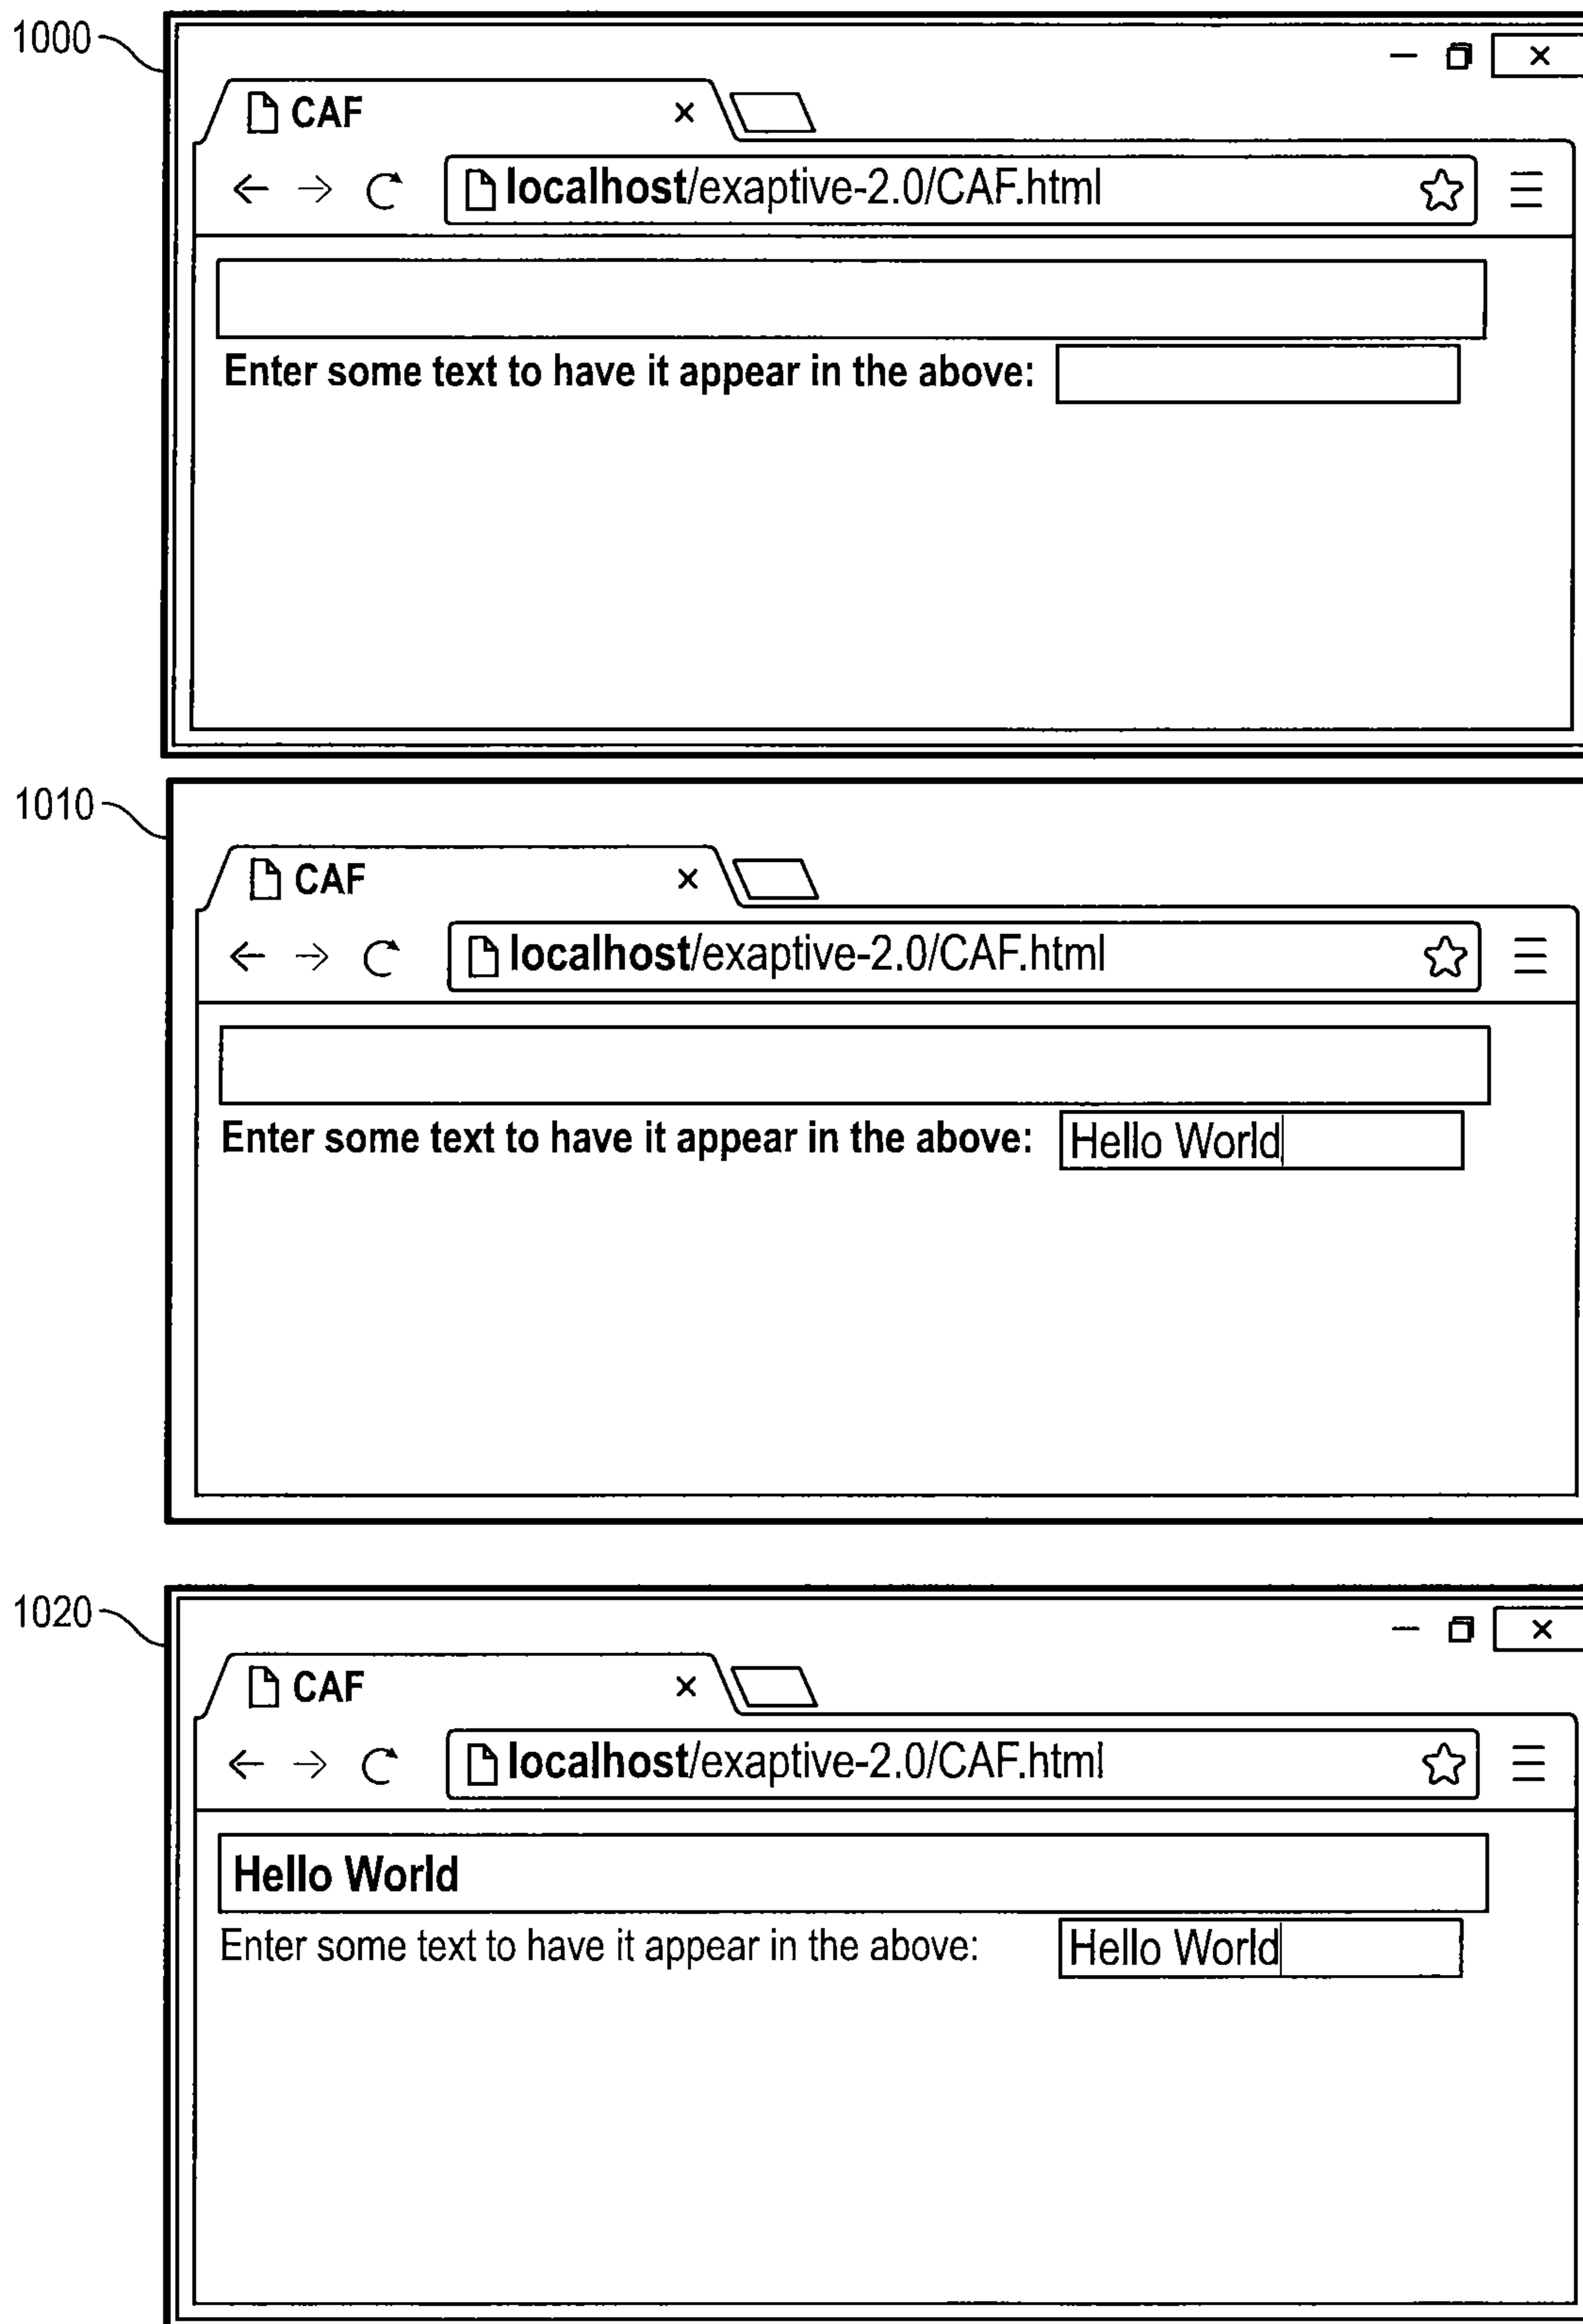 1000
CAF
localhost/exaptive-2.0/CAF.html
Enter some text to have it appear in the above:
1010
CAF
localhost/exaptive-2.0/CAF.html
Enter some text to have it appear in the above: Hello World
1020
CAF
localhost/exaptive-2.0/CAF.html
Hello World
Enter some text to have it appear in the above: Hello World